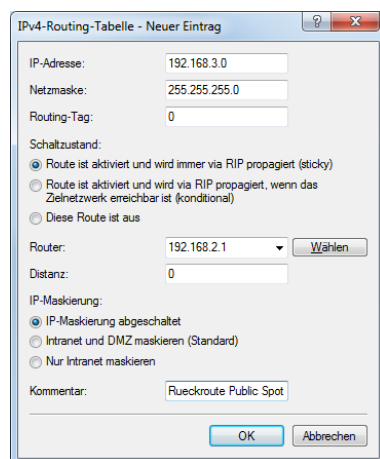 IPv4-Routing-Tabelle - Neuer Eintrag
IP-Adresse: 192.168.3.0
Netzmaske: 255.255.255.0
Routing-Tag: 0
Schaltzustand:
Route ist aktiviert und wird immer via RIP propagiert (sticky)
Route ist aktiviert und wird via RIP propagiert, wenn das
Zielnetzwerk erreichbar ist (konditional)
Diese Route ist aus
Router: 192.168.2.1 Wählen
Distanz: 0
IP-Maskierung:
IP-Maskierung abgeschaltet
Intranet und DMZ maskieren (Standard)
Nur Intranet maskieren
Kommentar: Rueckroute Public Spot
OK Abbrechen